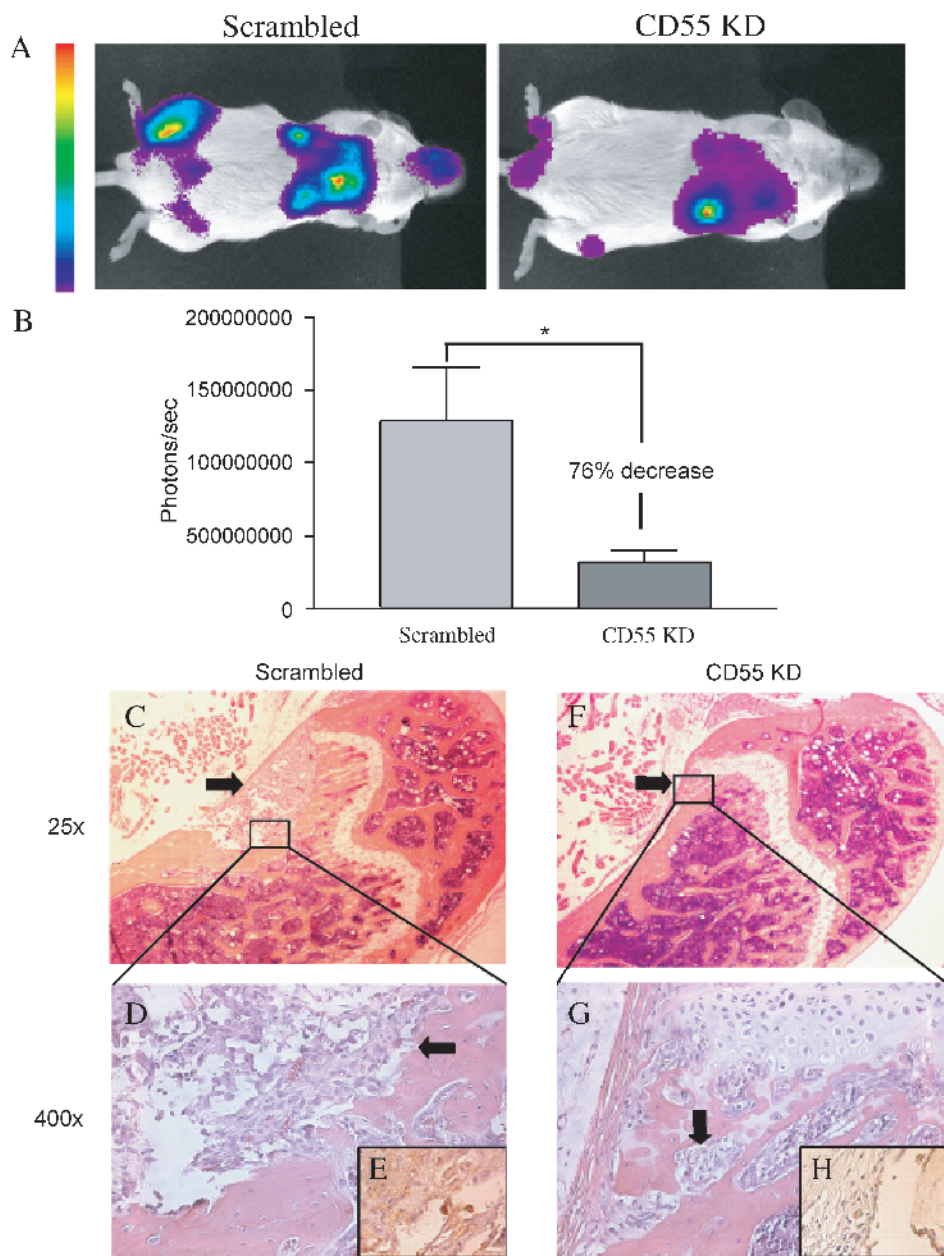 Scrambled
CD55 KD
A
B
200000000
150000000
100000000
500000000
0
Photons/sec
*
76% decrease
Scrambled
CD55 KD
Scrambled
CD55 KD
C
F
25x
D
G
400x
E
H